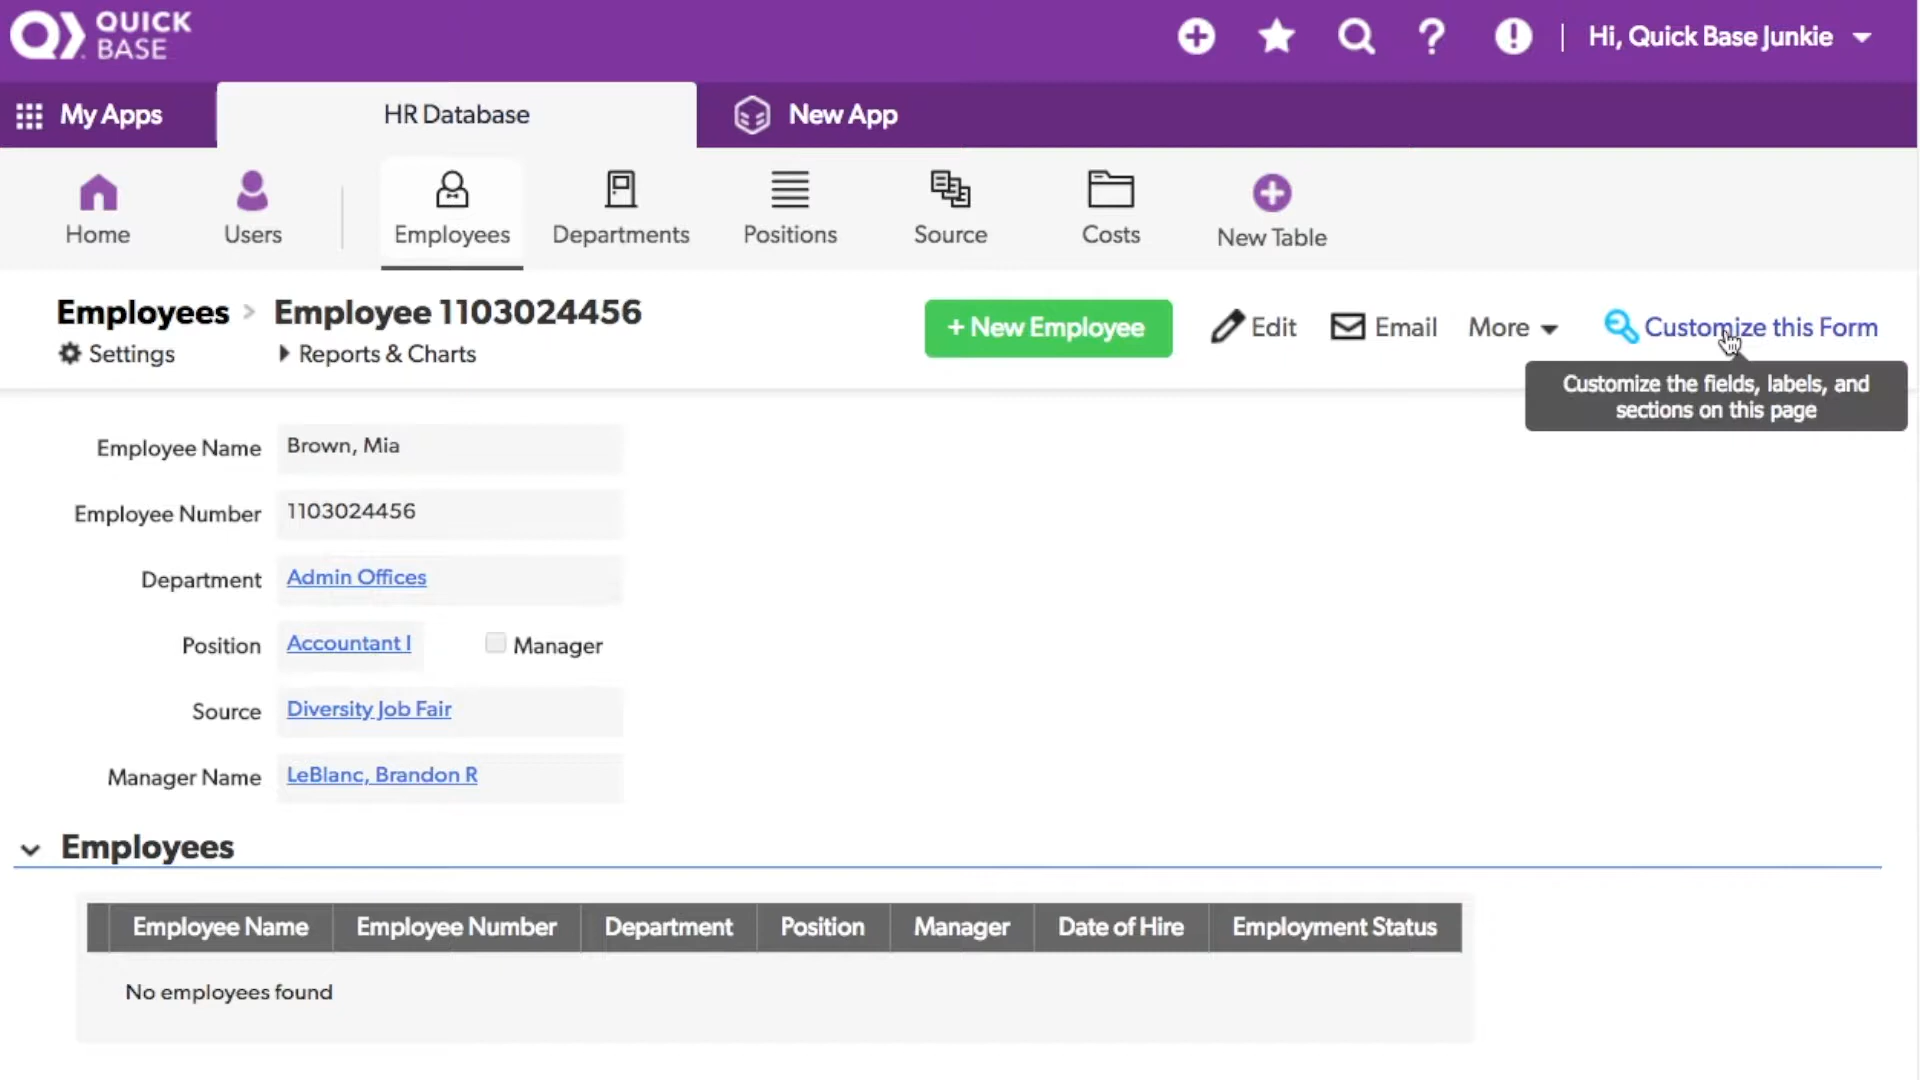 QUICK
BASE
Hi, Quick Base Junkie
My Apps
HR Database
New App
Home
Users
Employees
Departments
Positions
Source
Costs
New Table
Employees > Employee 1103024456
Settings
Reports & Charts
+ New Employee
Edit
Email
More
Customize this Form
Customize the fields, labels, and
sections on this page
Employee Name Brown, Mia
Employee Number 1103024456
Department Admin Offices
Position Accountant I Manager
Source Diversity Job Fair
Manager Name LeBlanc, Brandon R
Employees
Employee Name Employee Number Department Position Manager Date of Hire Employment Status
No employees found